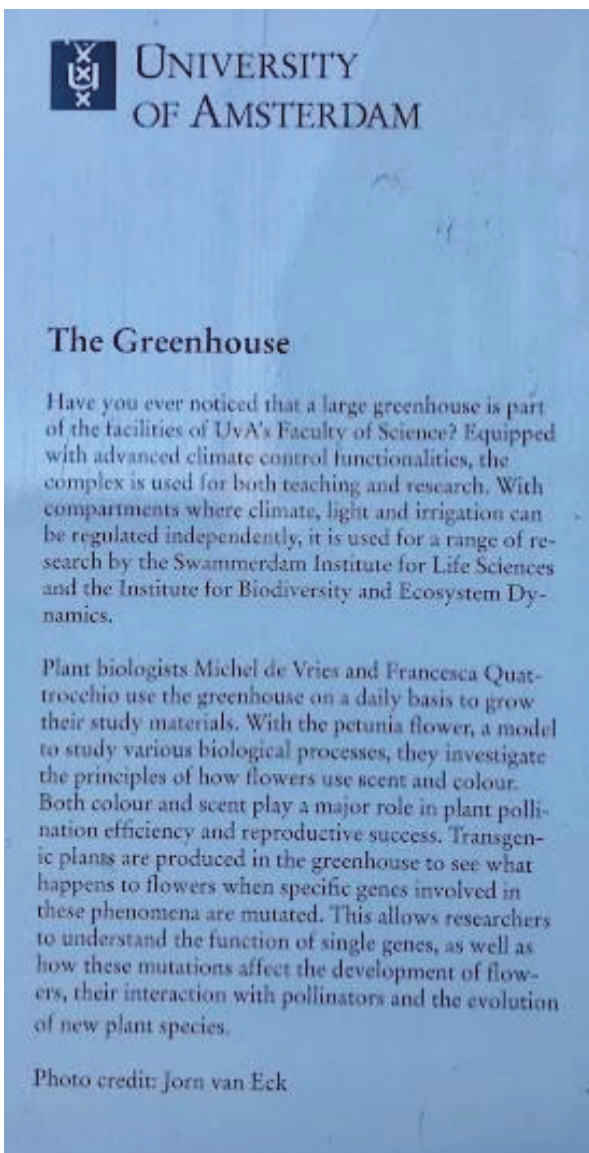 UNIVERSITY
OF AMSTERDAM
The Greenhouse
Have you ever noticed that a large greenhouse is part
of the facilities of UvA's Faculty of Science? Equipped
with advanced climate control functionalities, the
complex is used for both teaching and research. With
compartments where climate, light and irrigation can
be regulated independently, it is used for a range of re-
search by the Swammerdam Institute for Life Sciences
and the Institute for Biodiversity and Ecosystem Dy-
namics.
Plant biologists Michel de Vries and Francesca Quat-
trocchio use the greenhouse on a daily basis to grow
their study materials. With the petunia flower, a model
to study various biological processes, they investigate
the principles of how flowers use scent and colour.
Both colour and scent play a major role in plant polli-
nation efficiency and reproductive success. Transgen-
ic plants are produced in the greenhouse to see what
happens to flowers when specific genes involved in
these phenomena are mutated. This allows researchers
to understand the function of single genes, as well as
how these mutations affect the development of flow-
ers, their interaction with pollinators and the evolution
of new plant species.
Photo credit: Jorn van Eck